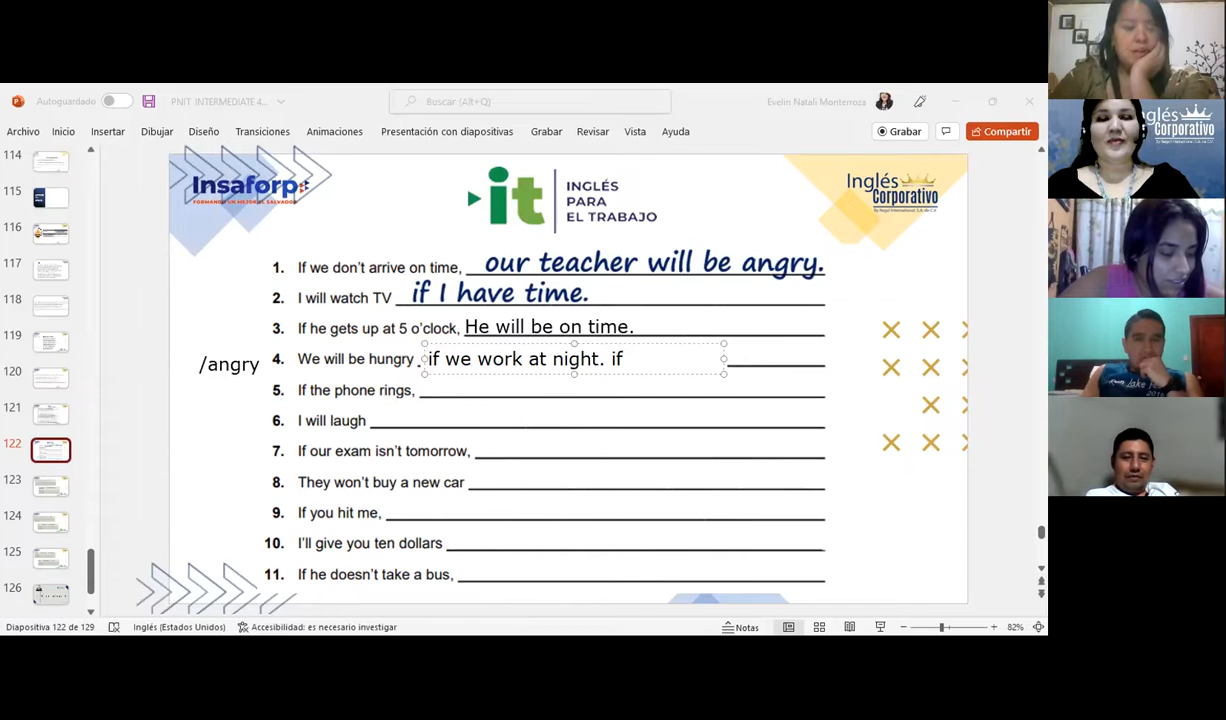 Autoguardado
PNIT INTERMEDIATE 4...
Buscar (Alt+Q)
Evelin Natali Monterroza
Archivo Inicio Insertar Dibujar Diseño Transiciones Animaciones Presentación con diapositivas Grabar Revisar Vista Ayuda
Grabar
Compartir
114
115
116
117
118
119
120
121
122
123
124
125
126
Insaforp
FORMANDO UN MEJOR EL SALVADOR
it
INGLÉS
PARA
EL TRABAJO
Inglés
Corporativo
1. If we don't arrive on time, our teacher will be angry.
2. I will watch TV if I have time.
3. If he gets up at 5 o'clock, He will be on time.
/angry
4. We will be hungry if we work at night. if
5. If the phone rings,
6. I will laugh
7. If our exam isn't tomorrow,
8. They won't buy a new car
9. If you hit me,
10. I'll give you ten dollars
11. If he doesn't take a bus,
Diapositiva 122 de 129
Inglés (Estados Unidos)
Accesibilidad: es necesario investigar
Notas
82%
glés
Corporativo